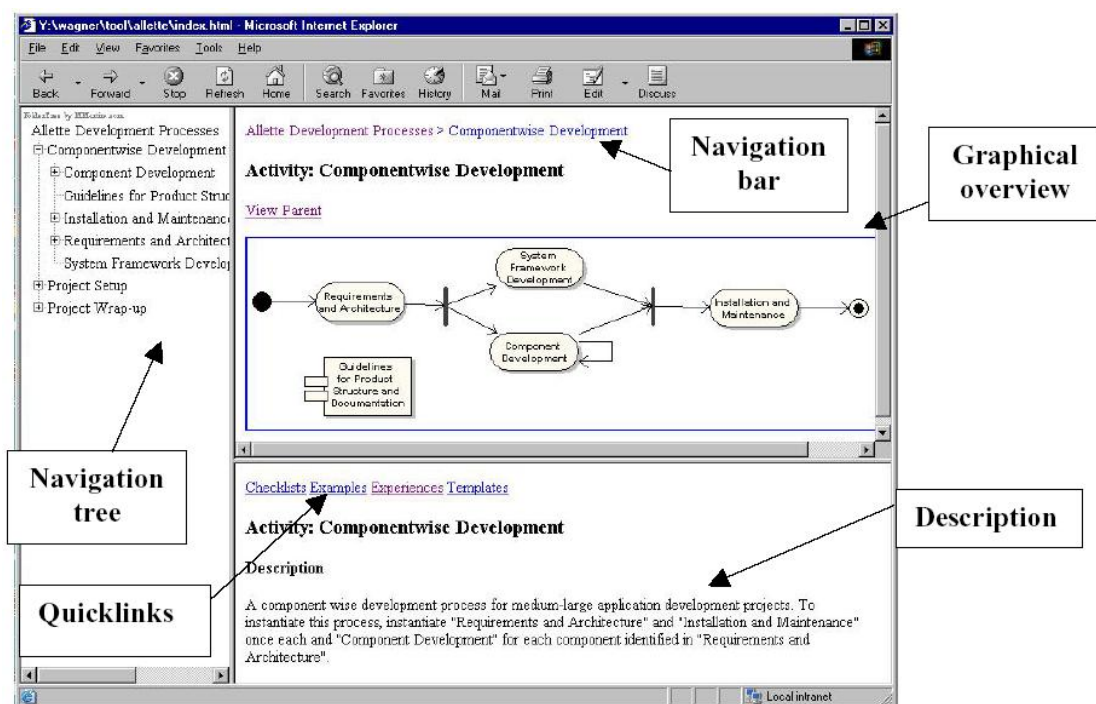 Y:\wagner\tool\allette\index.html - Microsoft Internet Explorer
File Edit View Favorites Tools Help
Back Forward Stop Refresh Home Search Favorites History Mail Print Edit Discuss
Allette Development Processes
Componentwise Development
Component Development
Guidelines for Product Struc
Installation and Maintenance
Requirements and Architect
System Framework Develop
Project Setup
Project Wrap-up
Allette Development Processes > Componentwise Development
Activity: Componentwise Development
View Parent
Requirements
and Architecture
System
Framework
Development
Component
Development
Installation and
Maintenance
Guidelines
for Product
Structure and
Documentation
Navigation
bar
Graphical
overview
Navigation
tree
Quicklinks
Description
Checklists Examples Experiences Templates
Activity: Componentwise Development
Description
A component wise development process for medium-large application development projects. To
instantiate this process, instantiate "Requirements and Architecture" and "Installation and Maintenance"
once each and "Component Development" for each component identified in "Requirements and
Architecture".
Local intranet